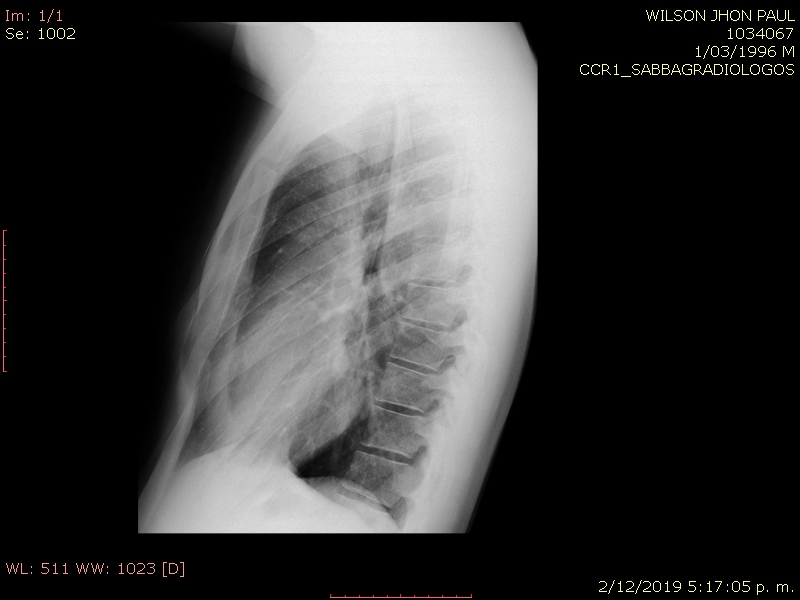 Im: 1/1
Se: 1002
WILSON JHON PAUL
1034067
1/03/1996 M
CCR1_SABBAGRADIOLOGOS
WL: 511 WW: 1023 [D]
2/12/2019 5:17:05 p. m.